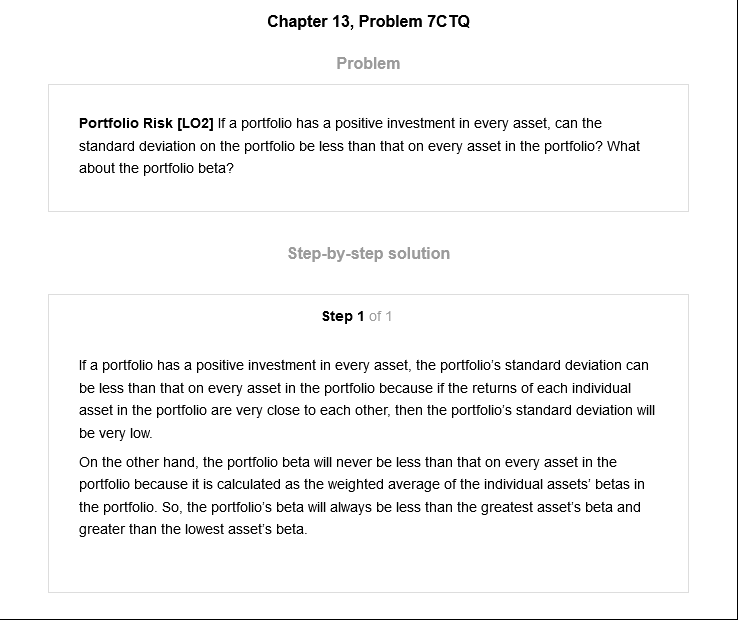 Chapter 13, Problem 7CTQ
Problem
Portfolio Risk [LO2] If a portfolio has a positive investment in every asset, can the
standard deviation on the portfolio be less than that on every asset in the portfolio? What
about the portfolio beta?
Step-by-step solution
Step 1 of 1
If a portfolio has a positive investment in every asset, the portfolio's standard deviation can
be less than that on every asset in the portfolio because if the returns of each individual
asset in the portfolio are very close to each other, then the portfolio's standard deviation will
be very low.
On the other hand, the portfolio beta will never be less than that on every asset in the
portfolio because it is calculated as the weighted average of the individual assets' betas in
the portfolio. So, the portfolio's beta will always be less than the greatest asset's beta and
greater than the lowest asset's beta.